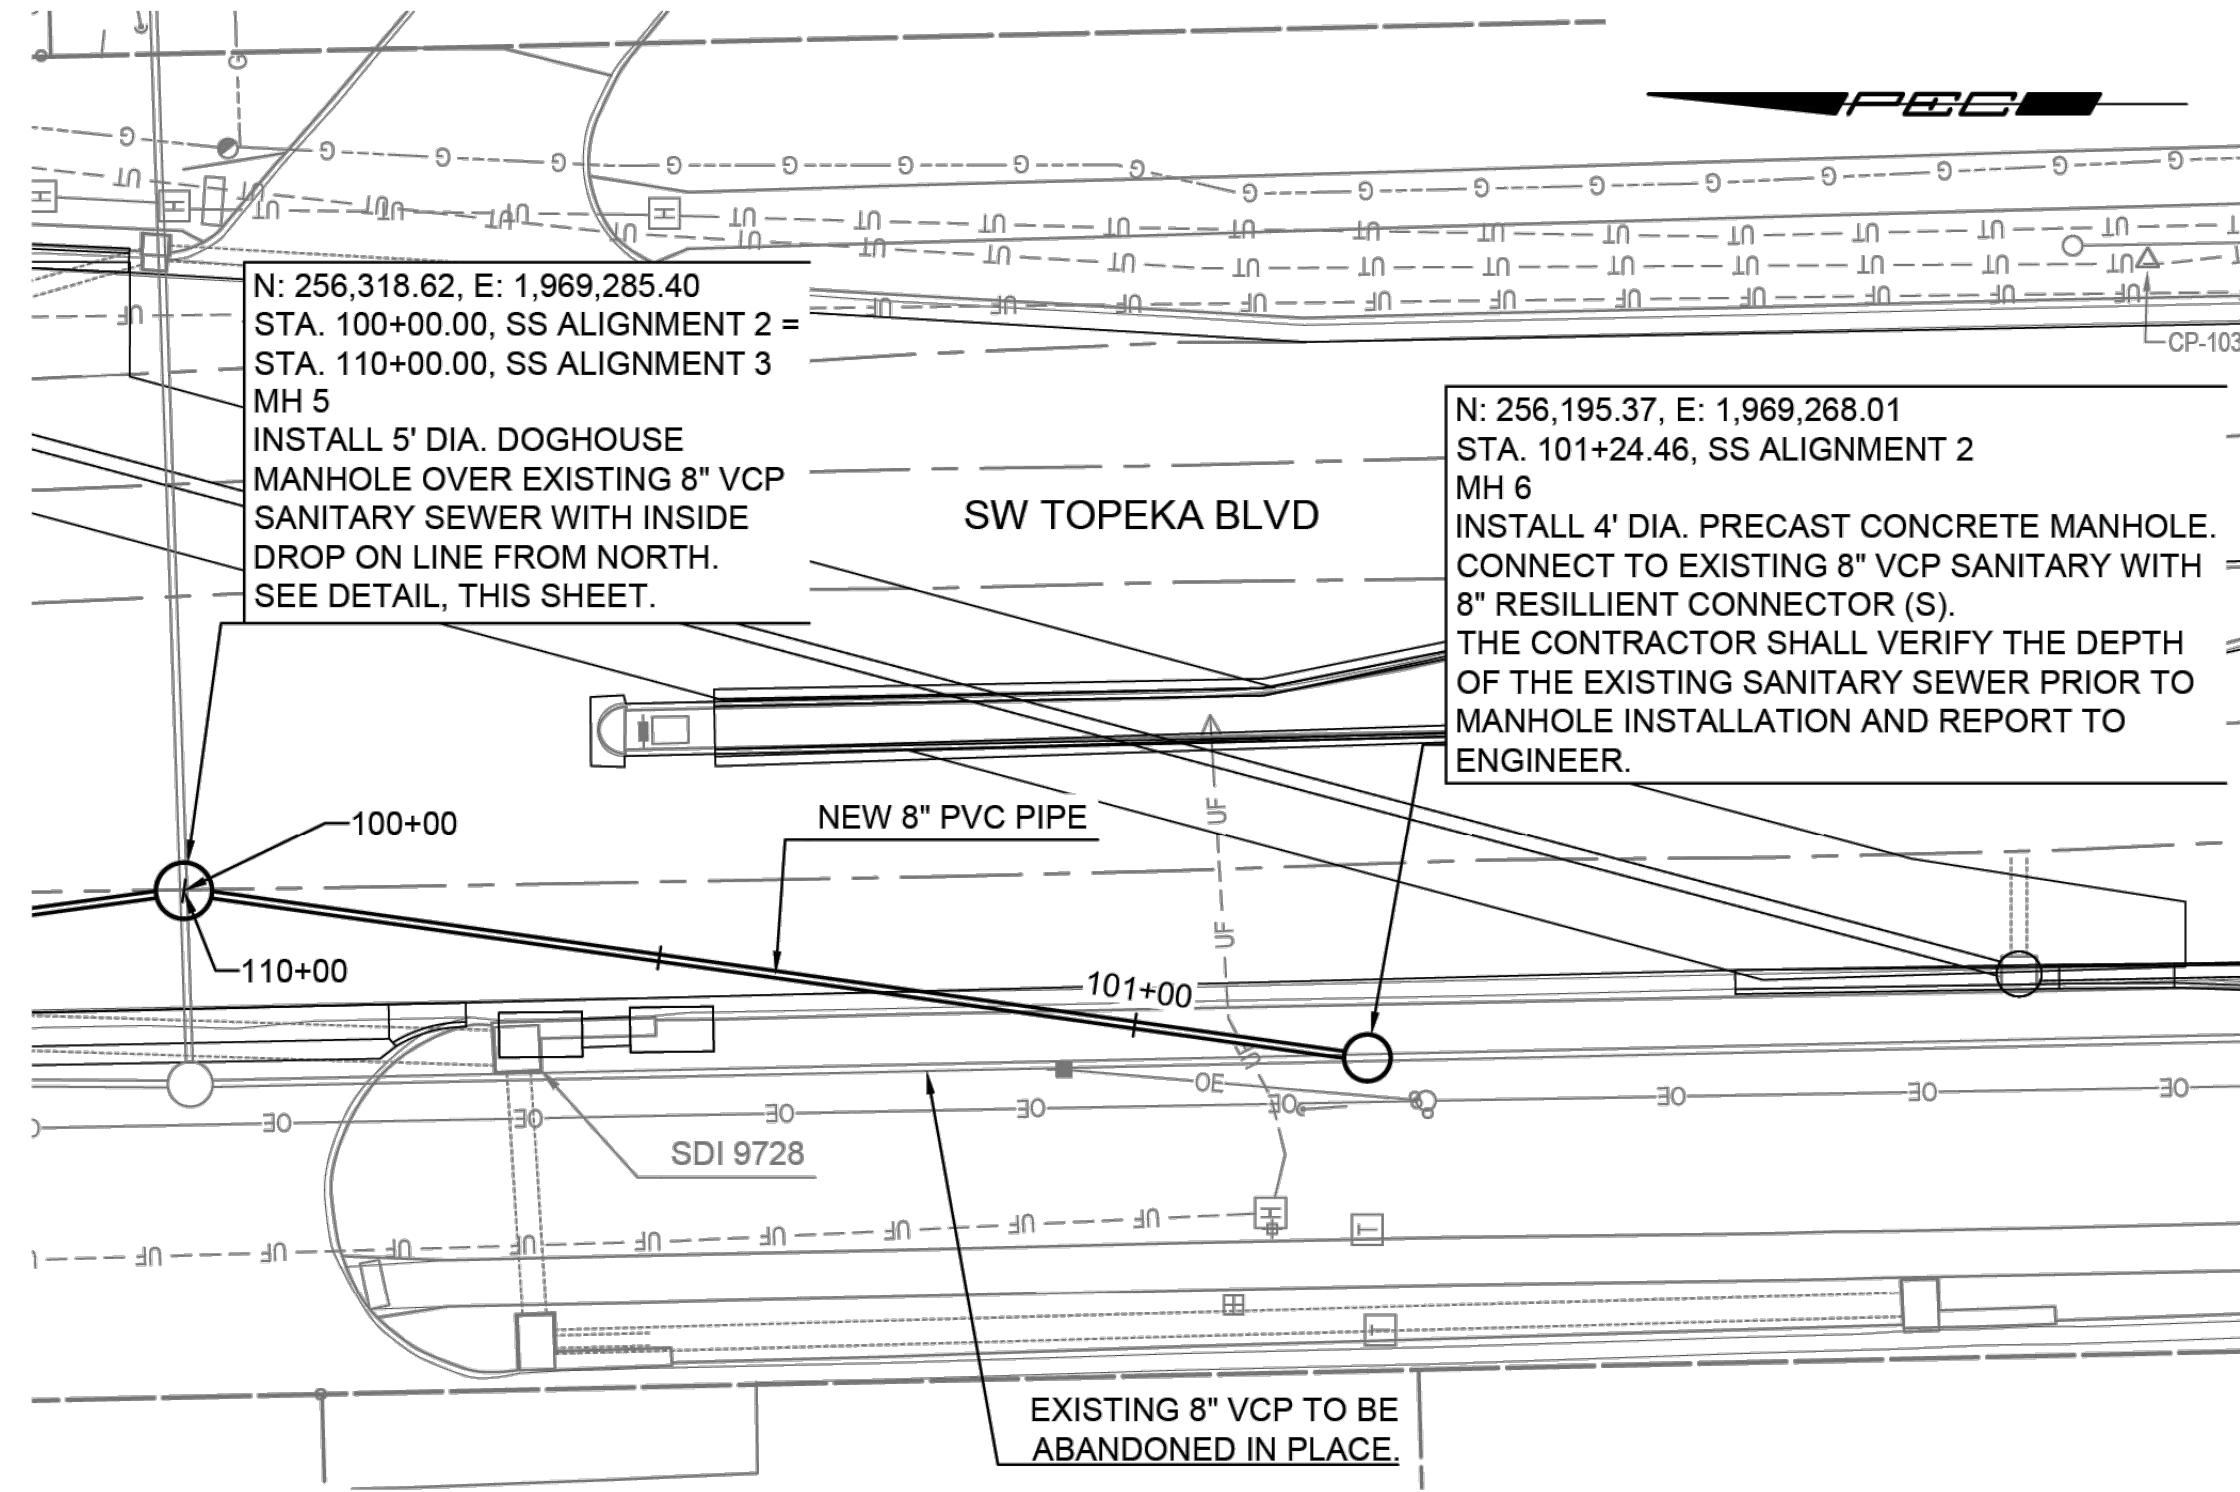 PEC
N: 256,318.62, E: 1,969,285.40
STA. 100+00.00, SS ALIGNMENT 2 =
STA. 110+00.00, SS ALIGNMENT 3
MH 5
INSTALL 5' DIA. DOGHOUSE
MANHOLE OVER EXISTING 8" VCP
SANITARY SEWER WITH INSIDE
DROP ON LINE FROM NORTH.
SEE DETAIL, THIS SHEET.
CP-103
N: 256,195.37, E: 1,969,268.01
STA. 101+24.46, SS ALIGNMENT 2
MH 6
INSTALL 4' DIA. PRECAST CONCRETE MANHOLE.
CONNECT TO EXISTING 8" VCP SANITARY WITH
8" RESILLIENT CONNECTOR (S).
THE CONTRACTOR SHALL VERIFY THE DEPTH
OF THE EXISTING SANITARY SEWER PRIOR TO
MANHOLE INSTALLATION AND REPORT TO
ENGINEER.
SW TOPEKA BLVD
100+00
NEW 8" PVC PIPE
UF
UF
110+00
101+00
OE
SDI 9728
EXISTING 8" VCP TO BE
ABANDONED IN PLACE.